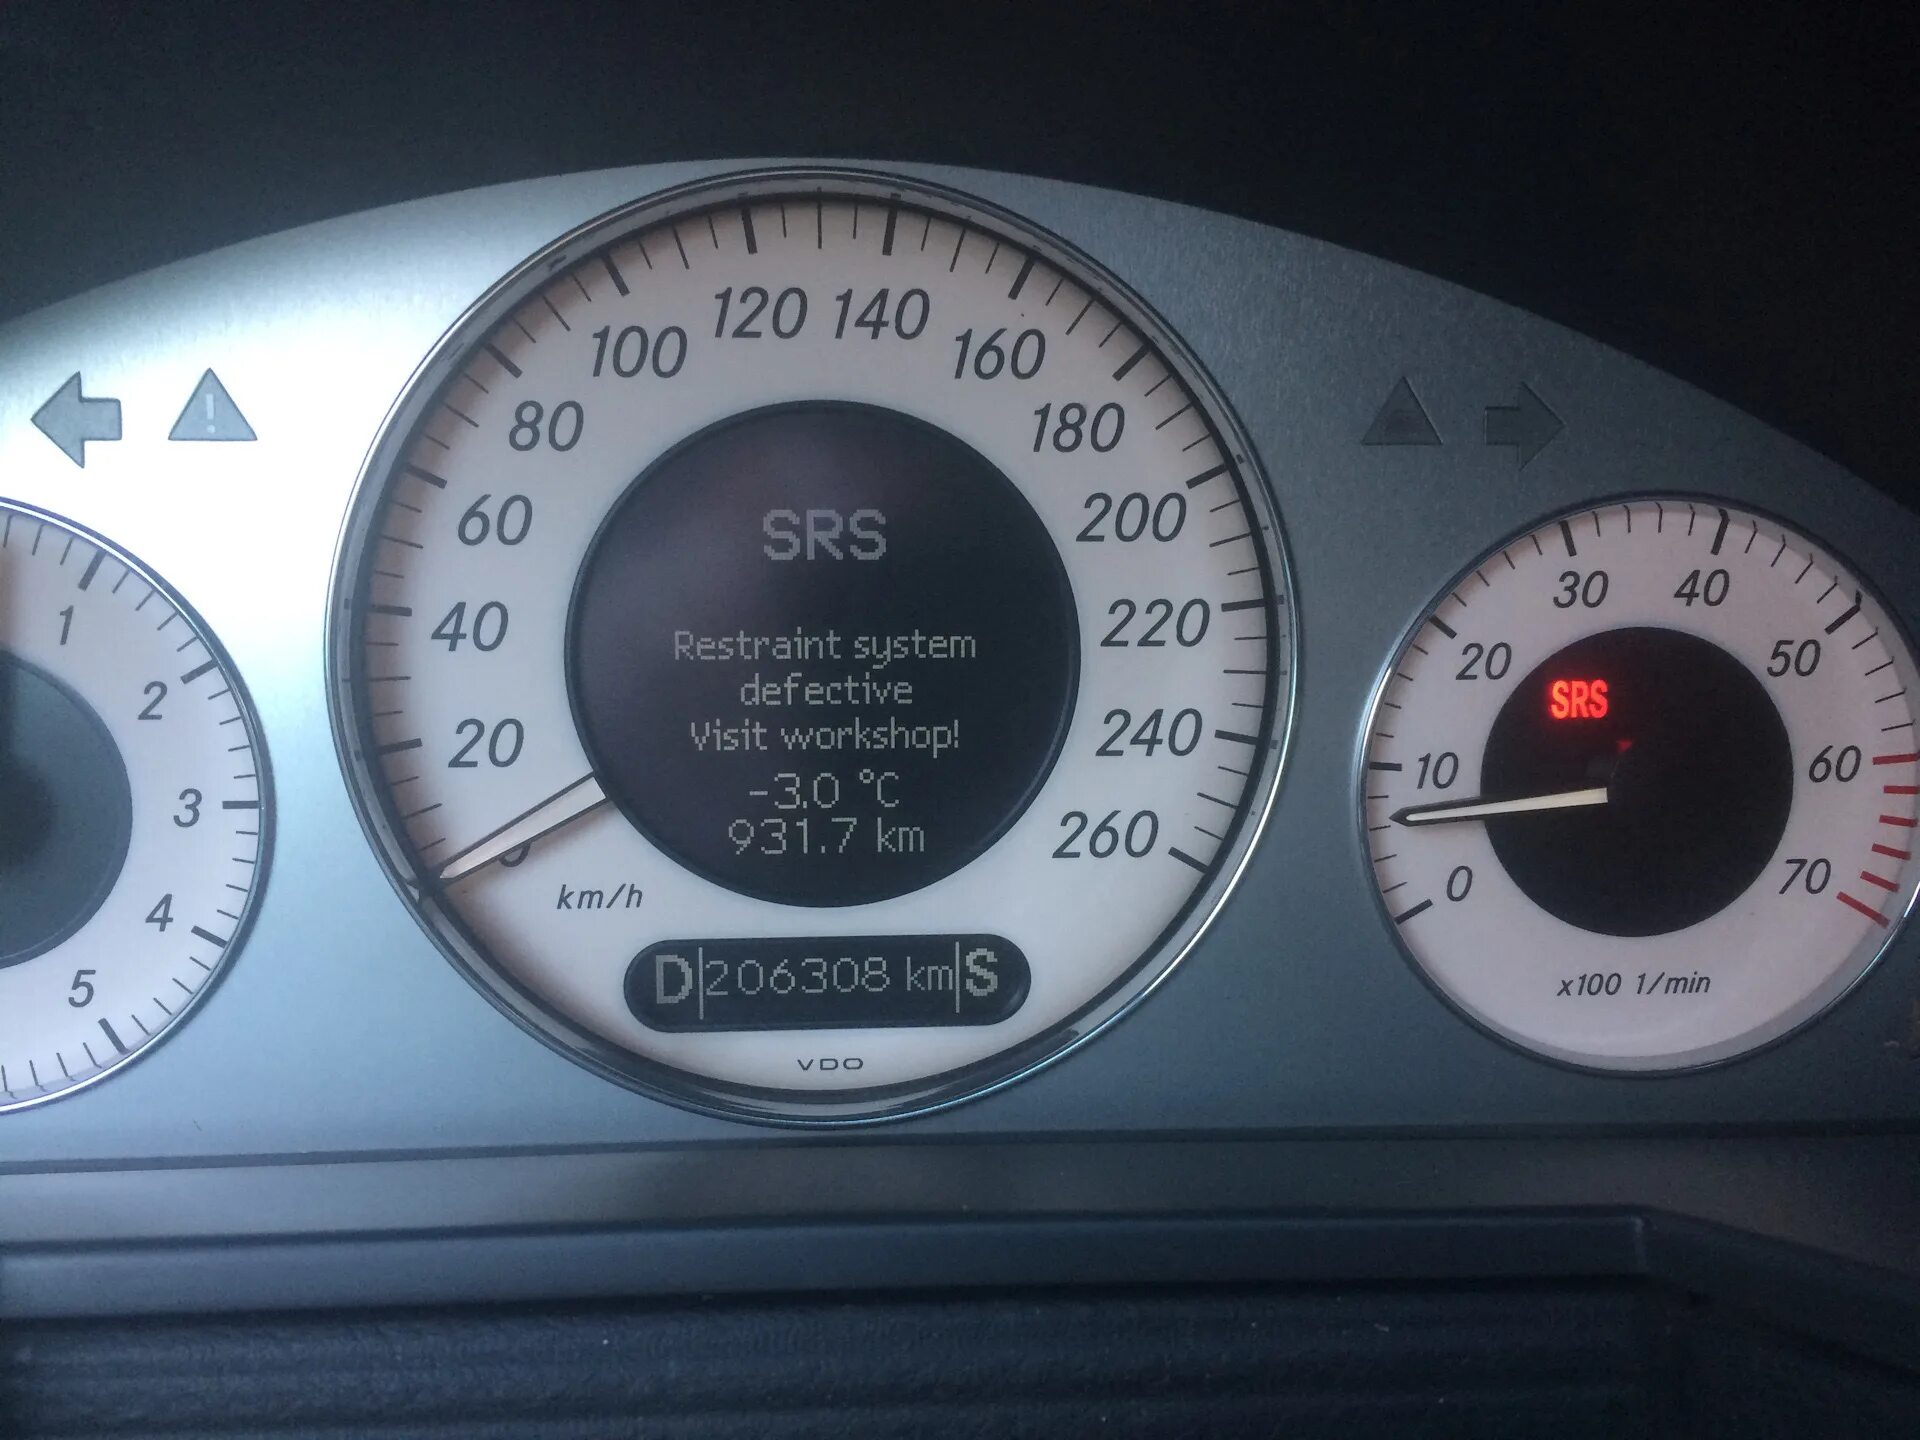 120 140
100 160
80 180
60 200
40 220
20 240
0 260
km/h
SRS
Restraint system
defective
Visit workshop!
-3.0 °C
931.7 km
D 206308 km S
VDO
1
2
3
4
5
30 40
20 50
10 60
0 70
SRS
x100 1/min